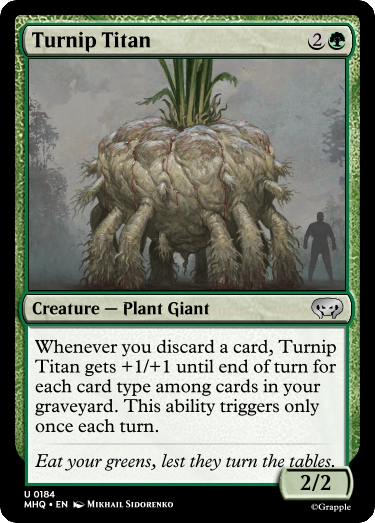 Turnip Titan 2
Creature — Plant Giant
Whenever you discard a card, Turnip
Titan gets +1/+1 until end of turn for
each card type among cards in your
graveyard. This ability triggers only
once each turn.
Eat your greens, lest they turn the tables.
2/2
U 0184
MHQ • EN Mikhail Sidorenko
©Grapple